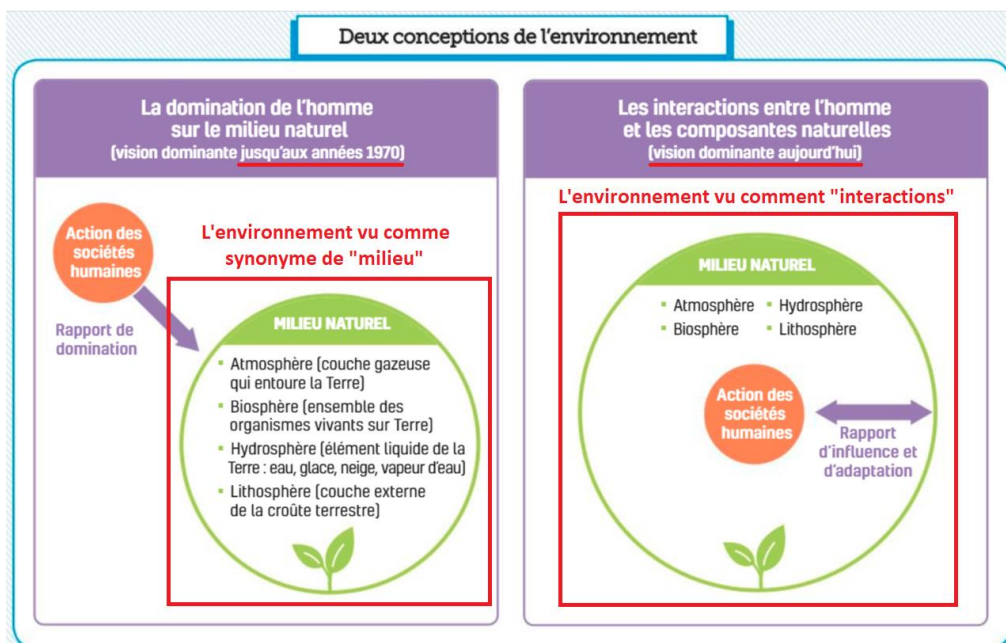 Deux conceptions de l'environnement
La domination de l'homme
sur le milieu naturel
(vision dominante jusqu'aux années 1970)
Action des
sociétés
humaines
Rapport de
domination
L'environnement vu comme
synonyme de "milieu"
MILIEU NATUREL
▪ Atmosphère (couche gazeuse
qui entoure la Terre)
▪ Biosphère (ensemble des
organismes vivants sur Terre)
▪ Hydrosphère (élément liquide de la
Terre : eau, glace, neige, vapeur d'eau)
▪ Lithosphère (couche externe
de la croûte terrestre)
Les interactions entre l'homme
et les composantes naturelles
(vision dominante aujourd'hui)
L'environnement vu comment "interactions"
MILIEU NATUREL
▪ Atmosphère ▪ Hydrosphère
▪ Biosphère ▪ Lithosphère
Action des
sociétés
humaines
Rapport
d'influence et
d'adaptation